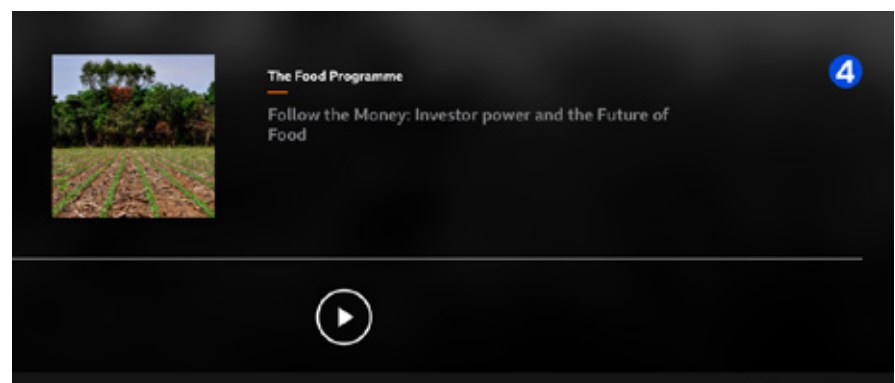 The Food Programme
4
Follow the Money: Investor power and the Future of
Food